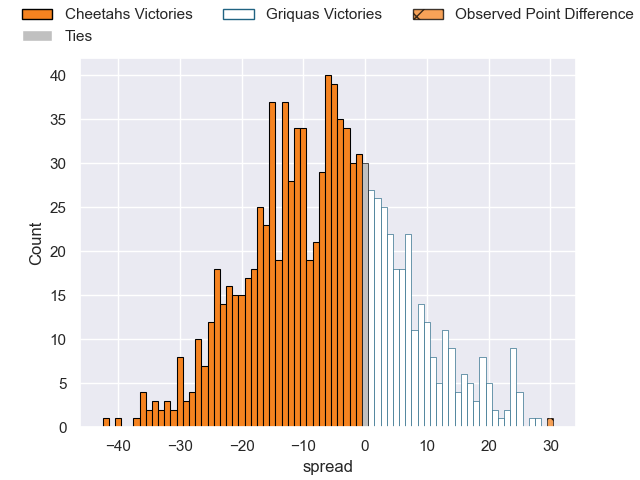 Cheetahs Victories
Griquas Victories
Observed Point Difference
Ties
40
35
30
25
20
15
10
5
0
Count
−40
−30
−20
−10
0
10
20
30
spread